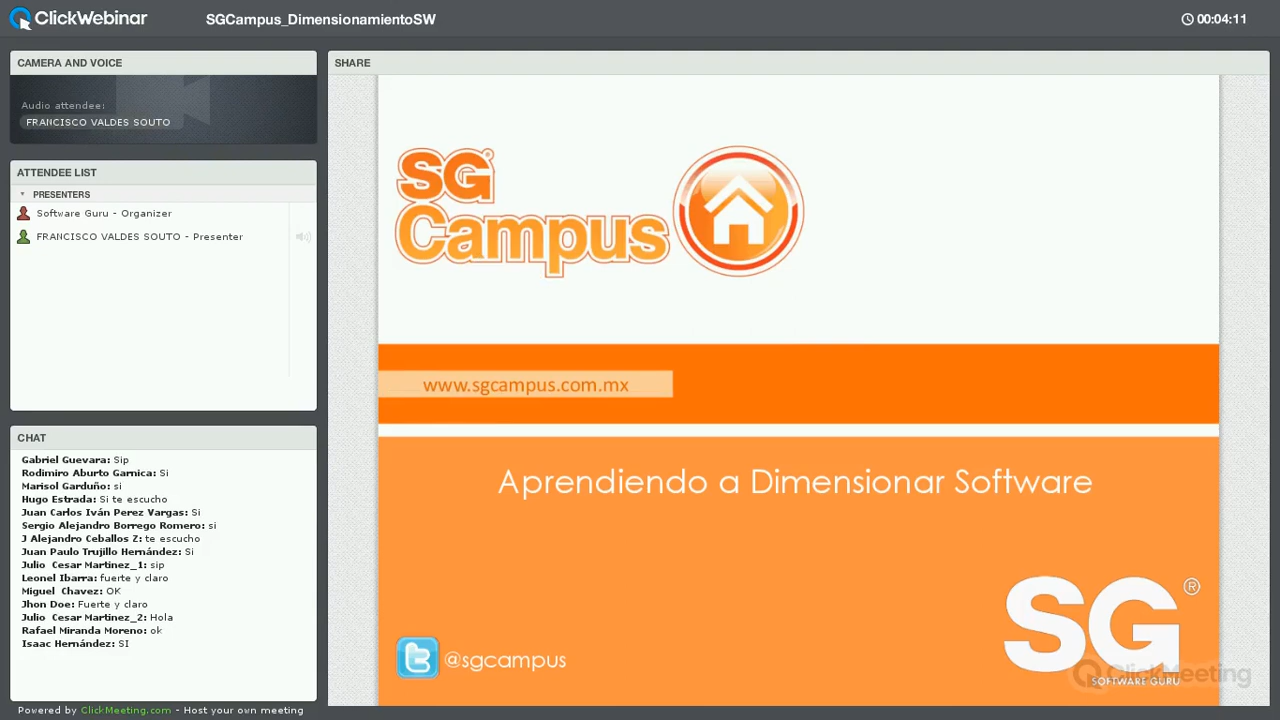 ClickWebinar
SGCampus_DimensionamientoSW
00:04:11
CAMERA AND VOICE
Audio attendee:
FRANCISCO VALDES SOUTO
ATTENDEE LIST
PRESENTERS
Software Guru - Organizer
FRANCISCO VALDES SOUTO - Presenter
CHAT
Gabriel Guevara: Sip
Rodimiro Aburto Garnica: Si
Marisol Garduño: si
Hugo Estrada: Si te escucho
Juan Carlos Iván Perez Vargas: Si
Sergio Alejandro Borrego Romero: si
J Alejandro Ceballos Z: te escucho
Juan Paulo Trujillo Hernández: Si
Julio Cesar Martinez_1: sip
Leonel Ibarra: fuerte y claro
Miguel Chavez: OK
Jhon Doe: Fuerte y claro
Julio Cesar Martinez_2: Hola
Rafael Miranda Moreno: ok
Isaac Hernández: SI
Powered by ClickMeeting.com - Host your own meeting
SHARE
SG®
Campus
www.sgcampus.com.mx
Aprendiendo a Dimensionar Software
@sgcampus
SG®
SOFTWARE GURU
ClickMeeting